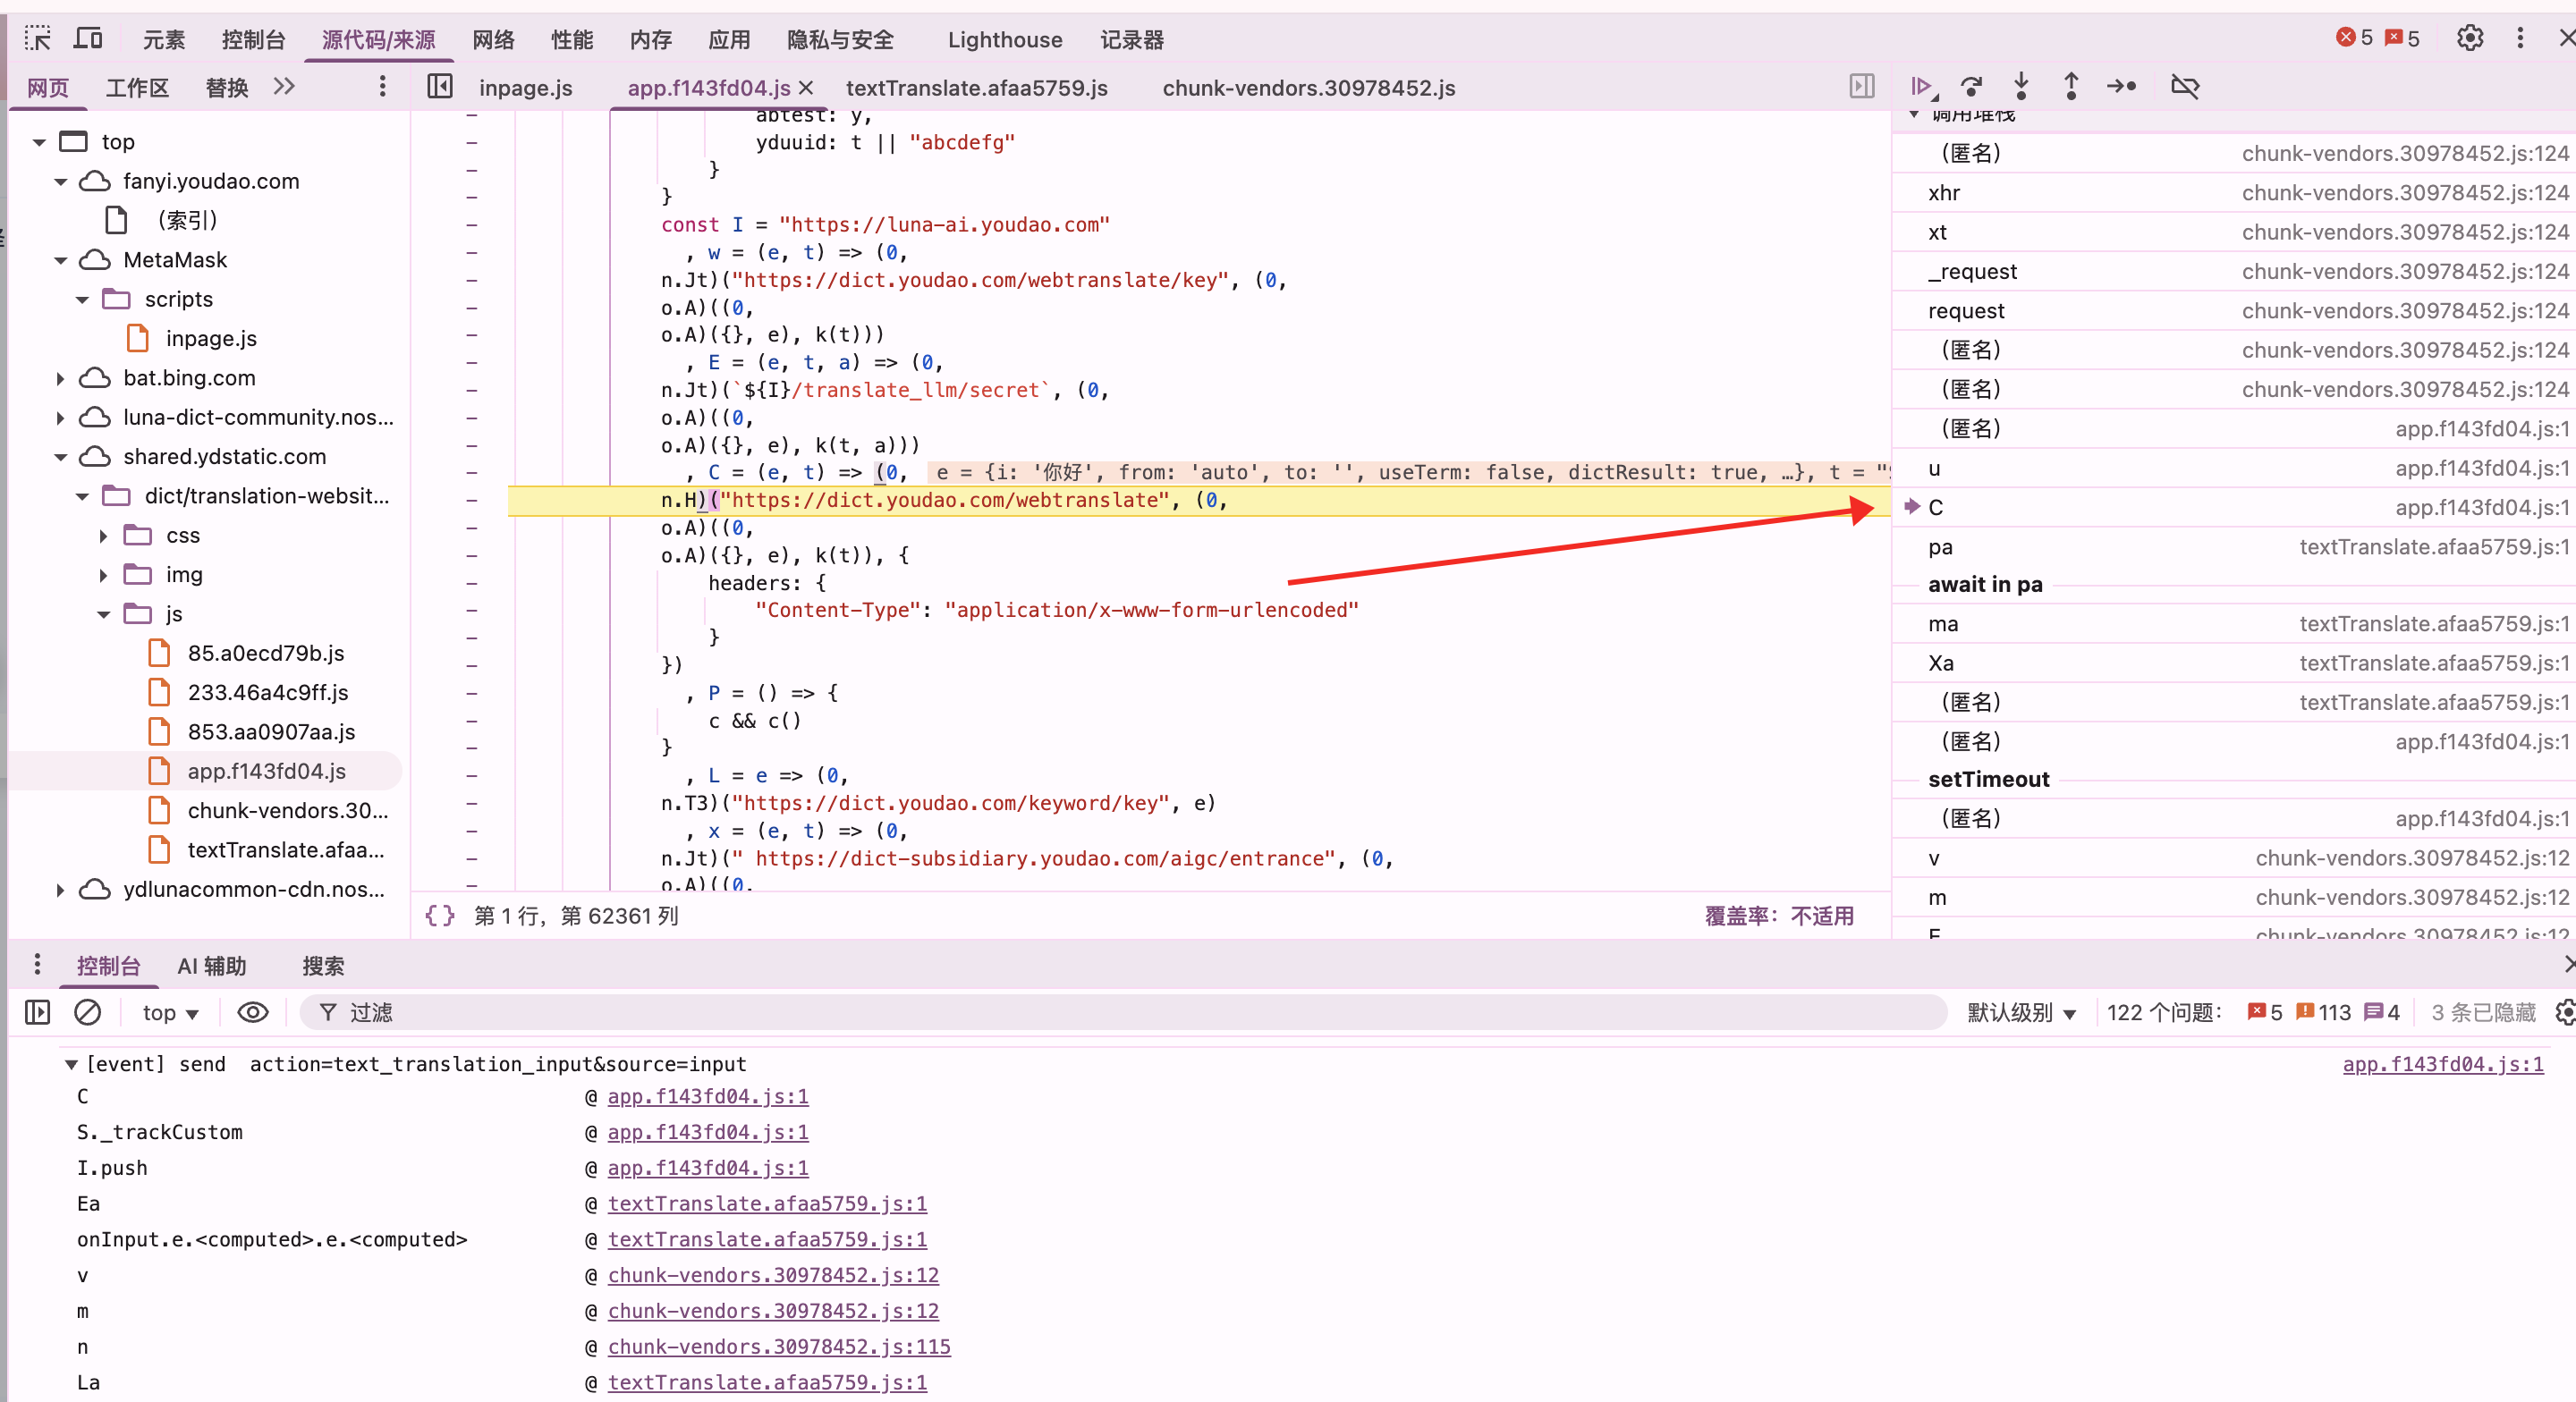 元素 控制台 源代码/来源 网络 性能 内存 应用 隐私与安全 Lighthouse 记录器 5 5
网页 工作区 替换 inpage.js app.f143fd04.js textTranslate.afaa5759.js chunk-vendors.30978452.js
top
fanyi.youdao.com
（索引）
MetaMask
scripts
inpage.js
bat.bing.com
luna-dict-community.nos...
shared.ydstatic.com
dict/translation-websit...
css
img
js
85.a0ecd79b.js
233.46a4c9ff.js
853.aa0907aa.js
app.f143fd04.js
chunk-vendors.30...
textTranslate.afaa...
ydlunacommon-cdn.nos...
abtest: y,
yduuid: t || "abcdefg"
}
}
const I = "https://luna-ai.youdao.com"
, w = (e, t) => (0,
n.Jt)("https://dict.youdao.com/webtranslate/key", (0,
o.A)((0,
o.A)({}, e), k(t)))
, E = (e, t, a) => (0,
n.Jt)(`${I}/translate_llm/secret`, (0,
o.A)((0,
o.A)({}, e), k(t, a)))
, C = (e, t) => (0, e = {i: '你好', from: 'auto', to: '', useTerm: false, dictResult: true, …}, t = "
n.H)("https://dict.youdao.com/webtranslate", (0,
o.A)((0,
o.A)({}, e), k(t)), {
headers: {
"Content-Type": "application/x-www-form-urlencoded"
}
})
, P = () => {
c && c()
}
, L = e => (0,
n.T3)("https://dict.youdao.com/keyword/key", e)
, x = (e, t) => (0,
n.Jt)(" https://dict-subsidiary.youdao.com/aigc/entrance", (0,
o.A)((0,
{} 第 1 行，第 62361 列 覆盖率：不适用
调用堆栈
（匿名） chunk-vendors.30978452.js:124
xhr chunk-vendors.30978452.js:124
xt chunk-vendors.30978452.js:124
_request chunk-vendors.30978452.js:124
request chunk-vendors.30978452.js:124
（匿名） chunk-vendors.30978452.js:124
（匿名） chunk-vendors.30978452.js:124
（匿名） app.f143fd04.js:1
u app.f143fd04.js:1
C app.f143fd04.js:1
pa textTranslate.afaa5759.js:1
await in pa
ma textTranslate.afaa5759.js:1
Xa textTranslate.afaa5759.js:1
（匿名） textTranslate.afaa5759.js:1
（匿名） app.f143fd04.js:1
setTimeout
（匿名） app.f143fd04.js:1
v chunk-vendors.30978452.js:12
m chunk-vendors.30978452.js:12
chunk-vendors.30978452.js:12
控制台 AI 辅助 搜索
top 过滤 默认级别 122 个问题： 5 113 4 3 条已隐藏
[event] send action=text_translation_input&source=input app.f143fd04.js:1
C @ app.f143fd04.js:1
S._trackCustom @ app.f143fd04.js:1
I.push @ app.f143fd04.js:1
Ea @ textTranslate.afaa5759.js:1
onInput.e.<computed>.e.<computed> @ textTranslate.afaa5759.js:1
v @ chunk-vendors.30978452.js:12
m @ chunk-vendors.30978452.js:12
n @ chunk-vendors.30978452.js:115
La @ textTranslate.afaa5759.js:1